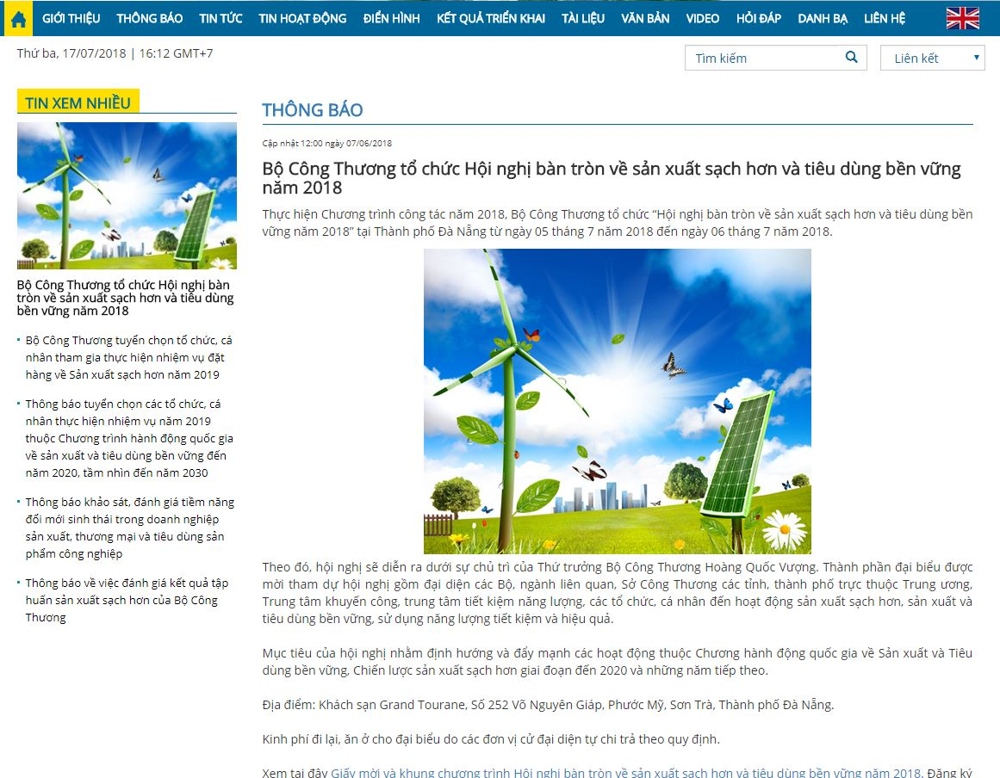 GIỚI THIỆU THÔNG BÁO TIN TỨC TIN HOẠT ĐỘNG ĐIỂN HÌNH KẾT QUẢ TRIỂN KHAI TÀI LIỆU VĂN BẢN VIDEO HỎI ĐÁP DANH BẠ LIÊN HỆ
Thứ ba, 17/07/2018 | 16:12 GMT+7
Tìm kiếm
Liên kết
TIN XEM NHIỀU
Bộ Công Thương tổ chức Hội nghị bàn
tròn về sản xuất sạch hơn và tiêu dùng
bền vững năm 2018
Bộ Công Thương tuyển chọn tổ chức, cá
nhân tham gia thực hiện nhiệm vụ đặt
hàng về Sản xuất sạch hơn năm 2019
Thông báo tuyển chọn các tổ chức, cá
nhân thực hiện nhiệm vụ năm 2019
thuộc Chương trình hành động quốc gia
về sản xuất và tiêu dùng bền vững đến
năm 2020, tầm nhìn đến năm 2030
Thông báo khảo sát, đánh giá tiềm năng
đổi mới sinh thái trong doanh nghiệp
sản xuất, thương mại và tiêu dùng sản
phẩm công nghiệp
Thông báo về việc đánh giá kết quả tập
huấn sản xuất sạch hơn của Bộ Công
Thương
THÔNG BÁO
Cập nhật 12:00 ngày 07/06/2018
Bộ Công Thương tổ chức Hội nghị bàn tròn về sản xuất sạch hơn và tiêu dùng bền vững
năm 2018
Thực hiện Chương trình công tác năm 2018, Bộ Công Thương tổ chức “Hội nghị bàn tròn về sản xuất sạch hơn và tiêu dùng bền
vững năm 2018” tại Thành phố Đà Nẵng từ ngày 05 tháng 7 năm 2018 đến ngày 06 tháng 7 năm 2018.
Theo đó, hội nghị sẽ diễn ra dưới sự chủ trì của Thứ trưởng Bộ Công Thương Hoàng Quốc Vượng. Thành phần đại biểu được
mời tham dự hội nghị gồm đại diện các Bộ, ngành liên quan, Sở Công Thương các tỉnh, thành phố trực thuộc Trung ương,
Trung tâm khuyến công, trung tâm tiết kiệm năng lượng, các tổ chức, cá nhân đến hoạt động sản xuất sạch hơn, sản xuất và
tiêu dùng bền vững, sử dụng năng lượng tiết kiệm và hiệu quả.
Mục tiêu của hội nghị nhằm định hướng và đẩy mạnh các hoạt động thuộc Chương hành động quốc gia về Sản xuất và Tiêu
dùng bền vững, Chiến lược sản xuất sạch hơn giai đoạn đến 2020 và những năm tiếp theo.
Địa điểm: Khách sạn Grand Tourane, Số 252 Võ Nguyên Giáp, Phước Mỹ, Sơn Trà, Thành phố Đà Nẵng.
Kinh phí đi lại, ăn ở cho đại biểu do các đơn vị cử đại diện tự chi trả theo quy định.
Xem tại đây Giấy mời và khung chương trình Hội nghị bàn tròn về sản xuất sạch hơn và tiêu dùng bền vững năm 2018. Đăng ký